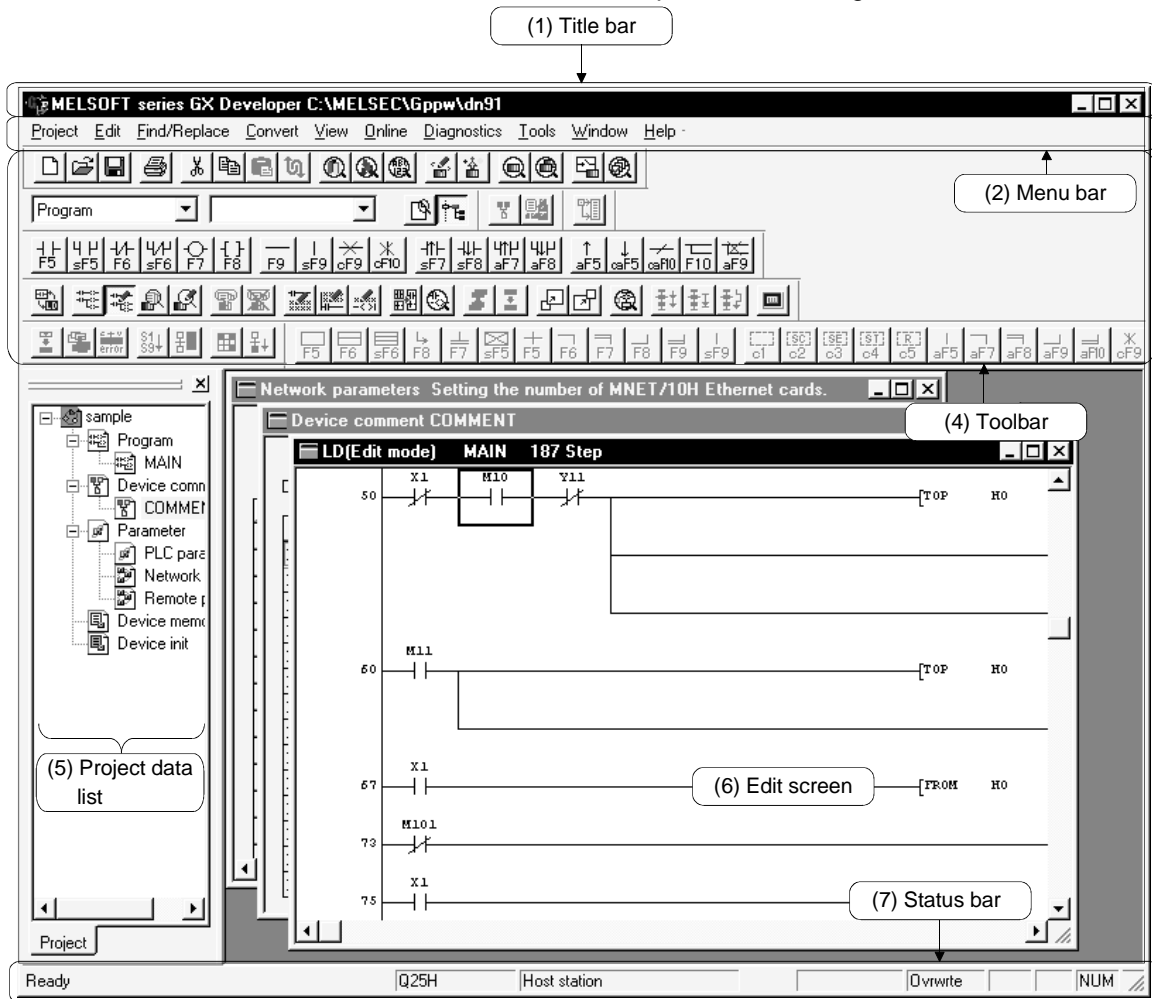 (1) Title bar
MELSOFT series GX Developer C:\MELSEC\Gppw\dn91
Project Edit Find/Replace Convert View Online Diagnostics Tools Window Help -
(2) Menu bar
Program
F5 sF5 F6 sF6 F7 F8 F9 sF9 cF9 cF10 sF7 sF8 aF7 aF8 aF5 caF5 caF10 F10 aF9
error S1 S9
F5 F6 sF6 F8 F7 sF5 F5 F6 F7 F8 F9 sF9 c1 SC c2 SE c3 ST c4 R c5 aF5 aF7 aF8 aF9 aF10 cF9
(4) Toolbar
sample
Program
MAIN
Device comn
COMME
Parameter
PLC para
Network
Remote p
Device memo
Device init
(5) Project data
list
Project
Network parameters Setting the number of MNET/10H Ethernet cards.
Device comment COMMENT
LD(Edit mode) MAIN 187 Step
X1 M10 Y11
50 [TOP H0
M11
60 [TOP H0
X1
67 [FROM H0
(6) Edit screen
M101
73
X1
75
(7) Status bar
Ready Q25H Host station Ovrwrte NUM